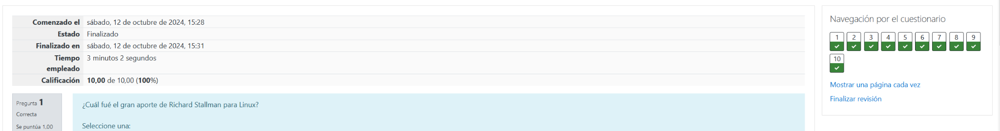 Comenzado el sábado, 12 de octubre de 2024, 15:28
Estado Finalizado
Finalizado en sábado, 12 de octubre de 2024, 15:31
Tiempo empleado 3 minutos 2 segundos
Calificación 10,00 de 10,00 (100%)
Pregunta 1
Correcta
Se puntúa 1,00
¿Cuál fué el gran aporte de Richard Stallman para Linux?
Seleccione una:
Navegación por el cuestionario
1 2 3 4 5 6 7 8 9
10
Mostrar una página cada vez
Finalizar revisión